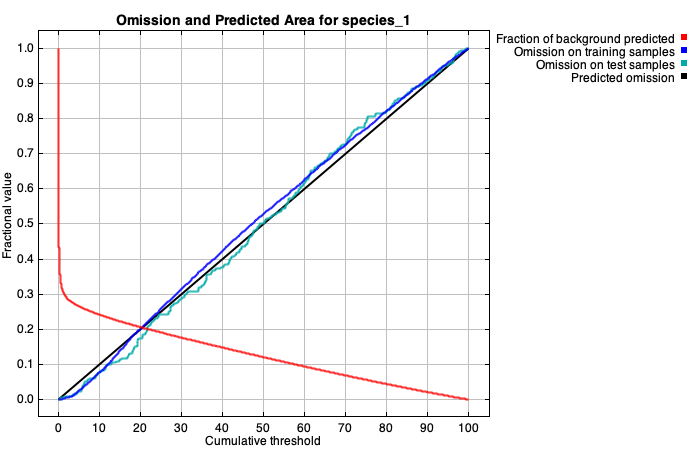 Omission and Predicted Area for species_1
Fraction of background predicted
Omission on training samples
Omission on test samples
Predicted omission
Fractional value
1.0
0.9
0.8
0.7
0.6
0.5
0.4
0.3
0.2
0.1
0.0
0 10 20 30 40 50 60 70 80 90 100
Cumulative threshold